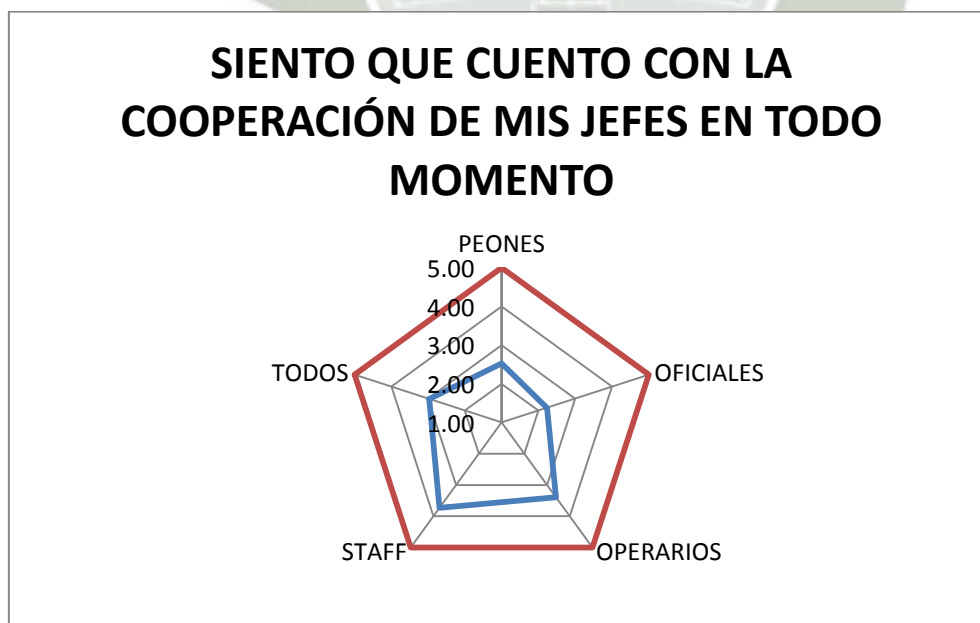 SIENTO QUE CUENTO CON LA
COOPERACIÓN DE MIS JEFES EN TODO
MOMENTO
PEONES
5.00
4.00
3.00
2.00
1.00
TODOS
OFICIALES
STAFF
OPERARIOS